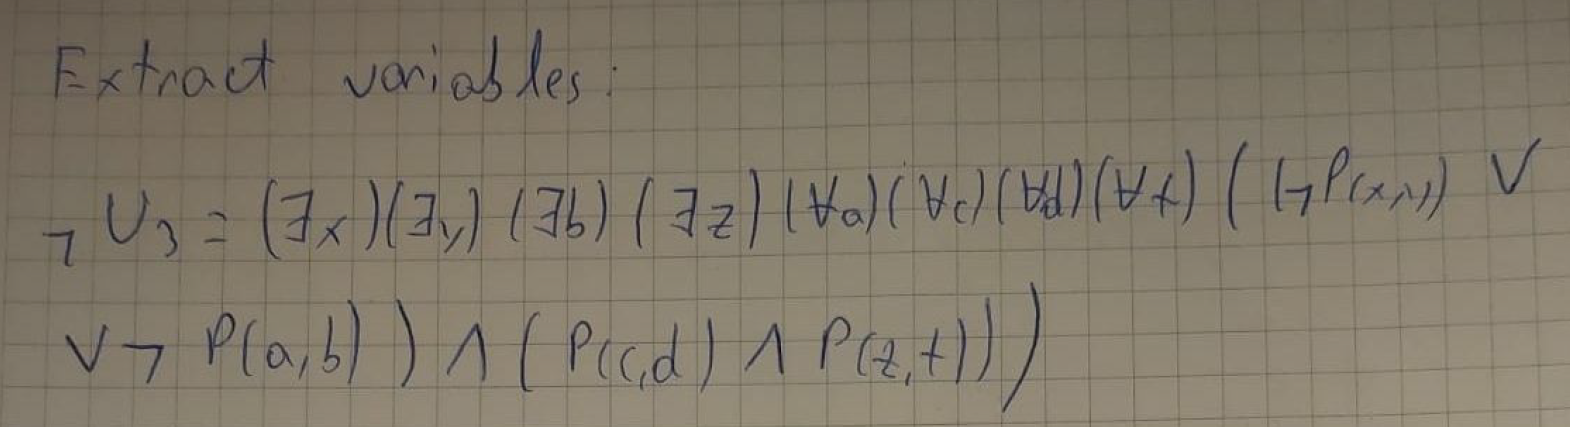 Extract variables:
¬U₃ = (∃x)(∃y)(∃b)(∃z)(∀a)(∀c)(∀d)(∀t)((¬P(x,y)) ∨
∨ ¬ P(a,b)) ∧ (P(c,d) ∧ P(z,t)))